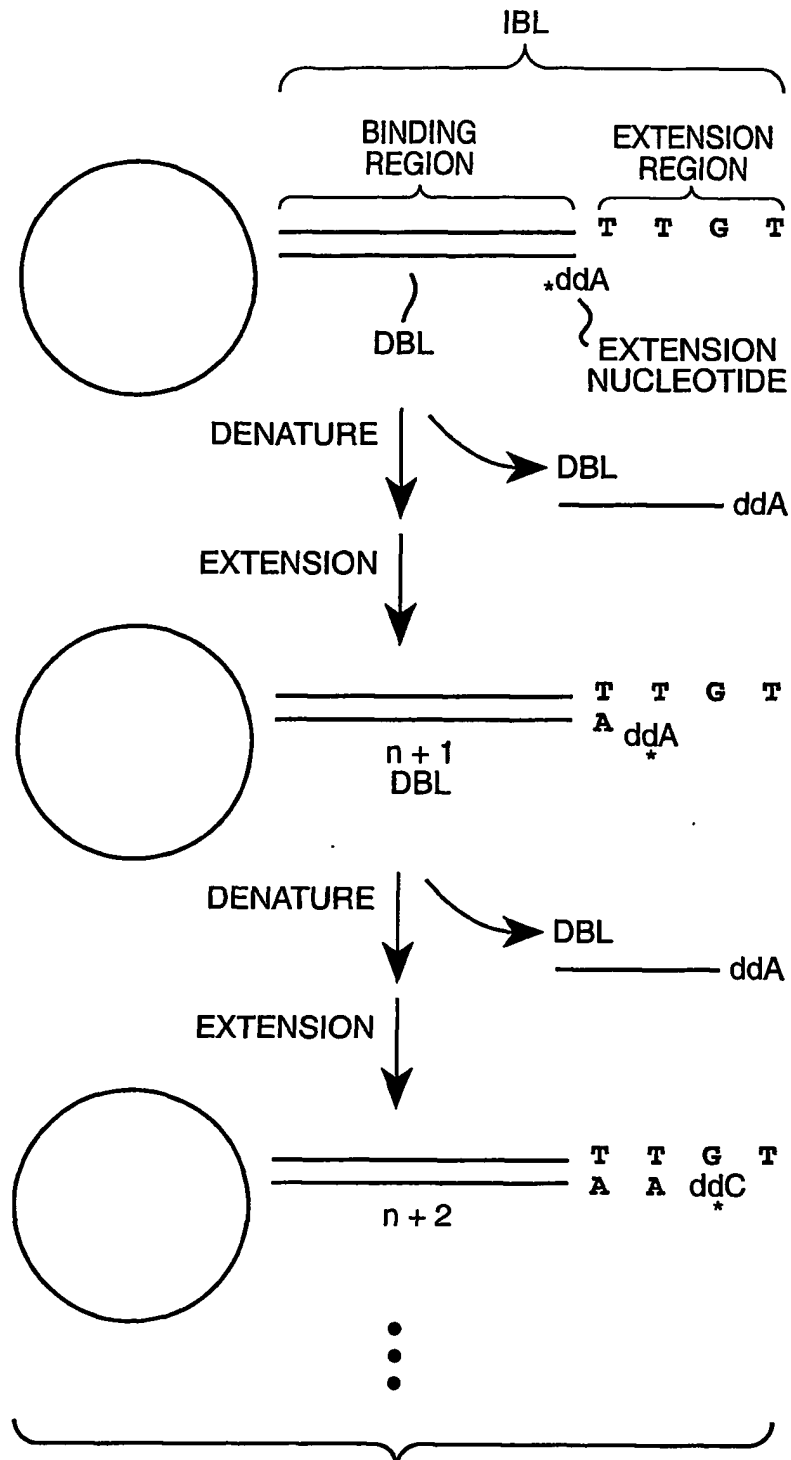 IBL
BINDING REGION
EXTENSION REGION
T T G T
*ddA
DBL
EXTENSION NUCLEOTIDE
DENATURE
DBL
ddA
EXTENSION
T T G T
A ddA
*
n + 1
DBL
DENATURE
DBL
ddA
EXTENSION
T T G T
A A ddC
*
n + 2